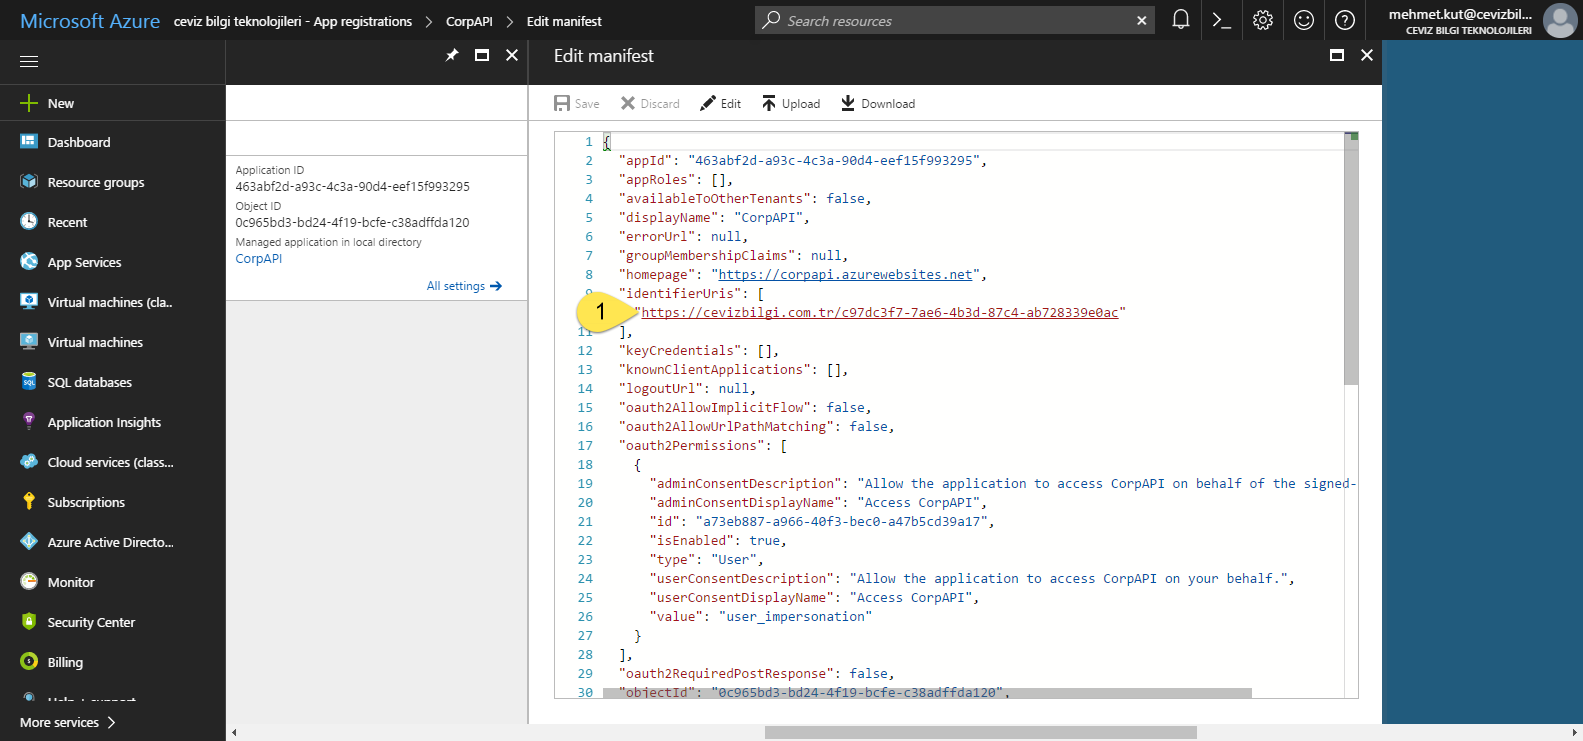 Microsoft Azure ceviz bilgi teknolojileri - App registrations > CorpAPI > Edit manifest
Search resources
mehmet.kut@cevizbil...
CEVIZ BILGI TEKNOLOJILERI
New
Dashboard
Resource groups
Recent
App Services
Virtual machines (cla..
Virtual machines
SQL databases
Application Insights
Cloud services (class...
Subscriptions
Azure Active Directo...
Monitor
Security Center
Billing
Help + support
More services >
Application ID
463abf2d-a93c-4c3a-90d4-eef15f993295
Object ID
0c965bd3-bd24-4f19-bcfe-c38adffda120
Managed application in local directory
CorpAPI
All settings →
Edit manifest
Save Discard Edit Upload Download
1 {
2 "appId": "463abf2d-a93c-4c3a-90d4-eef15f993295",
3 "appRoles": [],
4 "availableToOtherTenants": false,
5 "displayName": "CorpAPI",
6 "errorUrl": null,
7 "groupMembershipClaims": null,
8 "homepage": "https://corpapi.azurewebsites.net",
9 "identifierUris": [
1 "https://cevizbilgi.com.tr/c97dc3f7-7ae6-4b3d-87c4-ab728339e0ac"
11 ],
12 "keyCredentials": [],
13 "knownClientApplications": [],
14 "logoutUrl": null,
15 "oauth2AllowImplicitFlow": false,
16 "oauth2AllowUrlPathMatching": false,
17 "oauth2Permissions": [
18 {
19 "adminConsentDescription": "Allow the application to access CorpAPI on behalf of the signed-
20 "adminConsentDisplayName": "Access CorpAPI",
21 "id": "a73eb887-a966-40f3-bec0-a47b5cd39a17",
22 "isEnabled": true,
23 "type": "User",
24 "userConsentDescription": "Allow the application to access CorpAPI on your behalf.",
25 "userConsentDisplayName": "Access CorpAPI",
26 "value": "user_impersonation"
27 }
28 ],
29 "oauth2RequiredPostResponse": false,
30 "objectId": "0c965bd3-bd24-4f19-bcfe-c38adffda120",